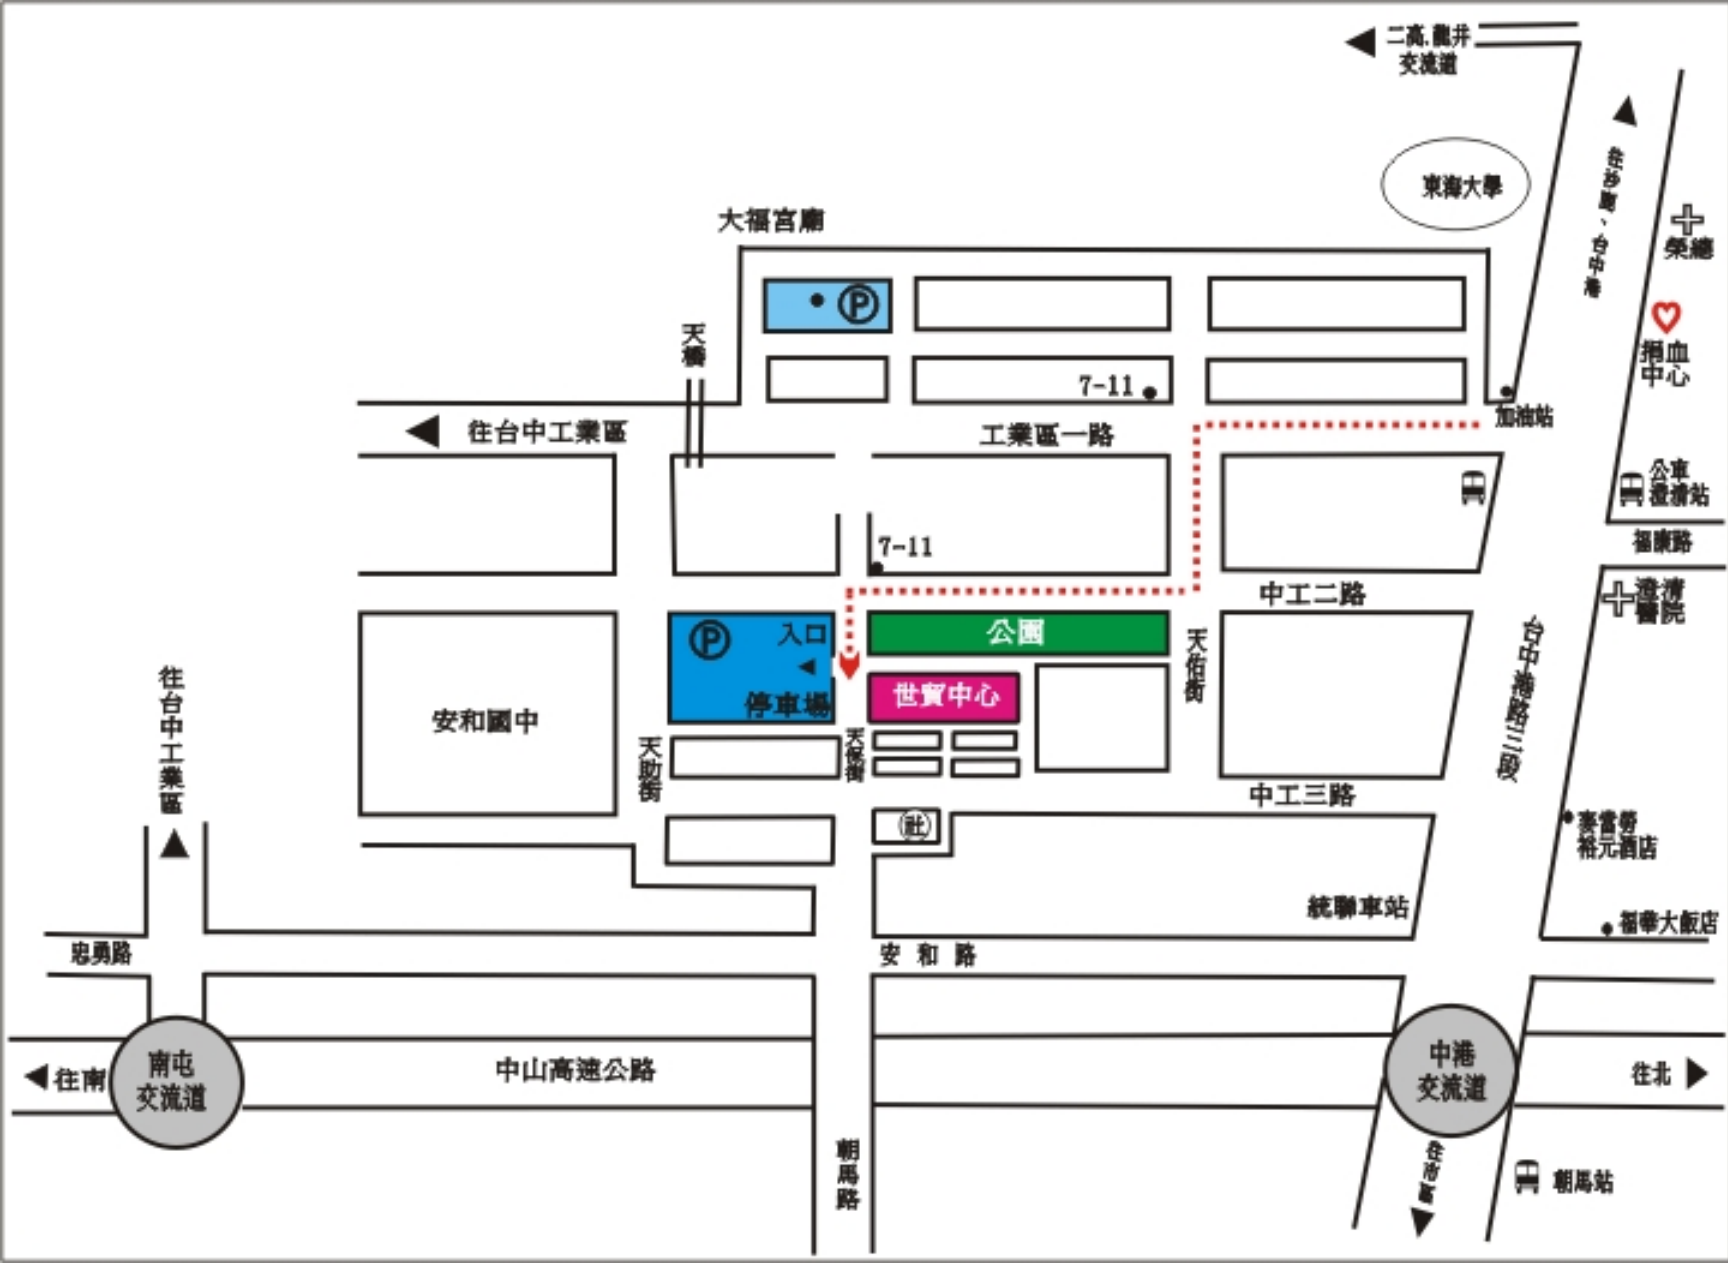 二高.龍井
交流道
往沙鹿、台中港
東海大學
榮總
大福宮廟
P
捐血
中心
天橋
7-11
加油站
往台中工業區
工業區一路
公車
澄清站
福康路
7-11
中工二路
澄清
醫院
P
入口
停車場
公園
世貿中心
天佑街
台中港路三段
往台中工業區
安和國中
天助街
天保街
中工三路
社
麥當勞
裕元酒店
統聯車站
福華大飯店
忠勇路
安和路
往南
南屯
交流道
中山高速公路
中港
交流道
往北
朝馬路
往市區
朝馬站